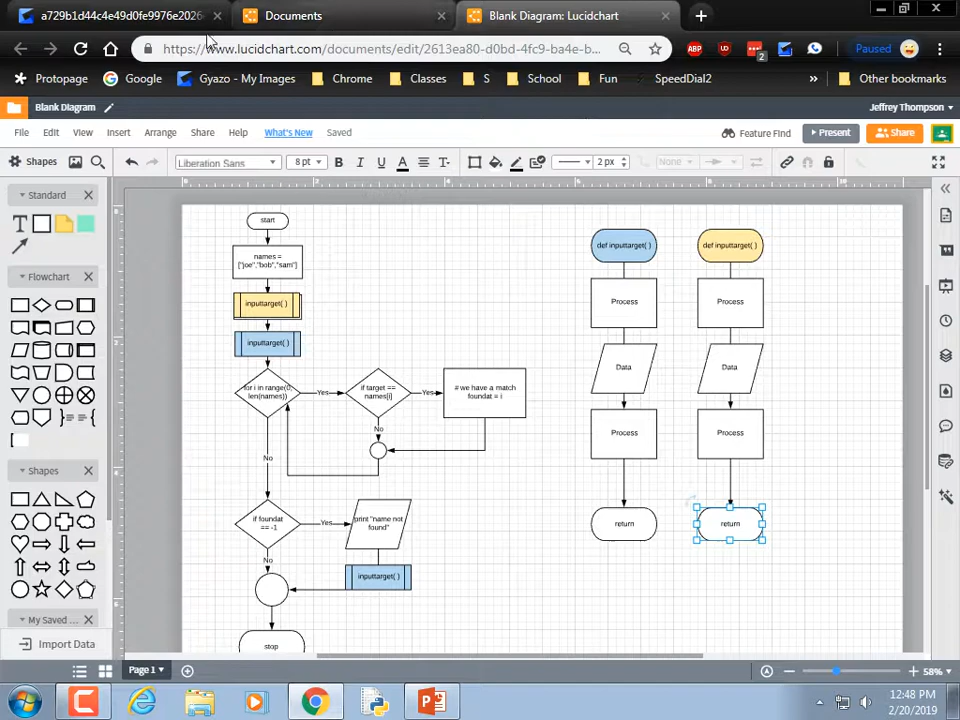 a729b1d44c4e49d0fe9976e2026
Documents
Blank Diagram: Lucidchart
https://www.lucidchart.com/documents/edit/2613ea80-d0bd-4fc9-ba4e-b...
ABP
2
Paused
Protopage
Google
Gyazo - My Images
Chrome
Classes
S
School
Fun
SpeedDial2
»
Other bookmarks
Blank Diagram
Jeffrey Thompson
File Edit View Insert Arrange Share Help What's New Saved
Feature Find
Present
Share
Shapes
Liberation Sans
8 pt
B I U A T
2 px
None
Standard
T
Flowchart
Shapes
My Saved
Import Data
start
names =
["joe","bob","sam"]
inputtarget( )
inputtarget( )
for i in range(0,
len(names))
Yes
if target ==
names[i]
Yes
# we have a match
foundat = i
No
No
if foundat
== -1
Yes
print "name not
found"
No
inputtarget( )
stop
def inputtarget( )
def inputtarget( )
Process
Process
Data
Data
Process
Process
return
return
Page 1
58%
12:48 PM
2/20/2019